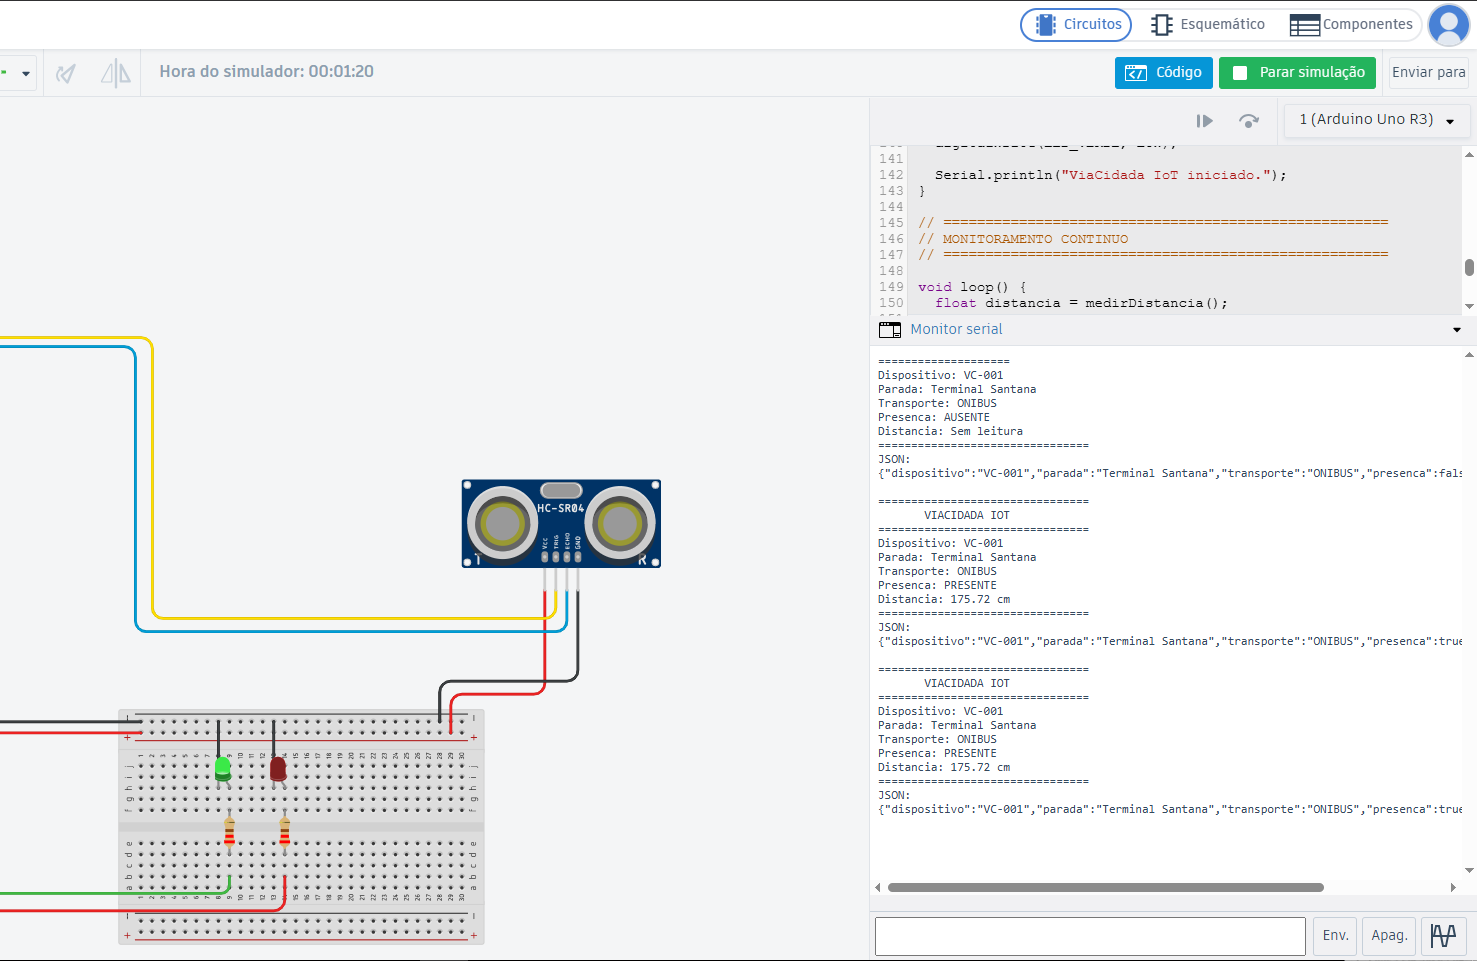 Circuitos
Esquemático
Componentes
Hora do simulador: 00:01:20
Código
Parar simulação
Enviar para
1 (Arduino Uno R3)
141
142 Serial.println("ViaCidada IoT iniciado.");
143 }
144
145 // =====================================================
146 // MONITORAMENTO CONTINUO
147 // =====================================================
148
149 void loop() {
150 float distancia = medirDistancia();
Monitor serial
====================
Dispositivo: VC-001
Parada: Terminal Santana
Transporte: ONIBUS
Presenca: AUSENTE
Distancia: Sem leitura
================================
JSON:
{"dispositivo":"VC-001","parada":"Terminal Santana","transporte":"ONIBUS","presenca":fals
================================
VIACIDADA IOT
================================
Dispositivo: VC-001
Parada: Terminal Santana
Transporte: ONIBUS
Presenca: PRESENTE
Distancia: 175.72 cm
================================
JSON:
{"dispositivo":"VC-001","parada":"Terminal Santana","transporte":"ONIBUS","presenca":true
================================
VIACIDADA IOT
================================
Dispositivo: VC-001
Parada: Terminal Santana
Transporte: ONIBUS
Presenca: PRESENTE
Distancia: 175.72 cm
================================
JSON:
{"dispositivo":"VC-001","parada":"Terminal Santana","transporte":"ONIBUS","presenca":true
Env.
Apag.
HC-SR04
VCC
TRIG
ECHO
GND
T
R